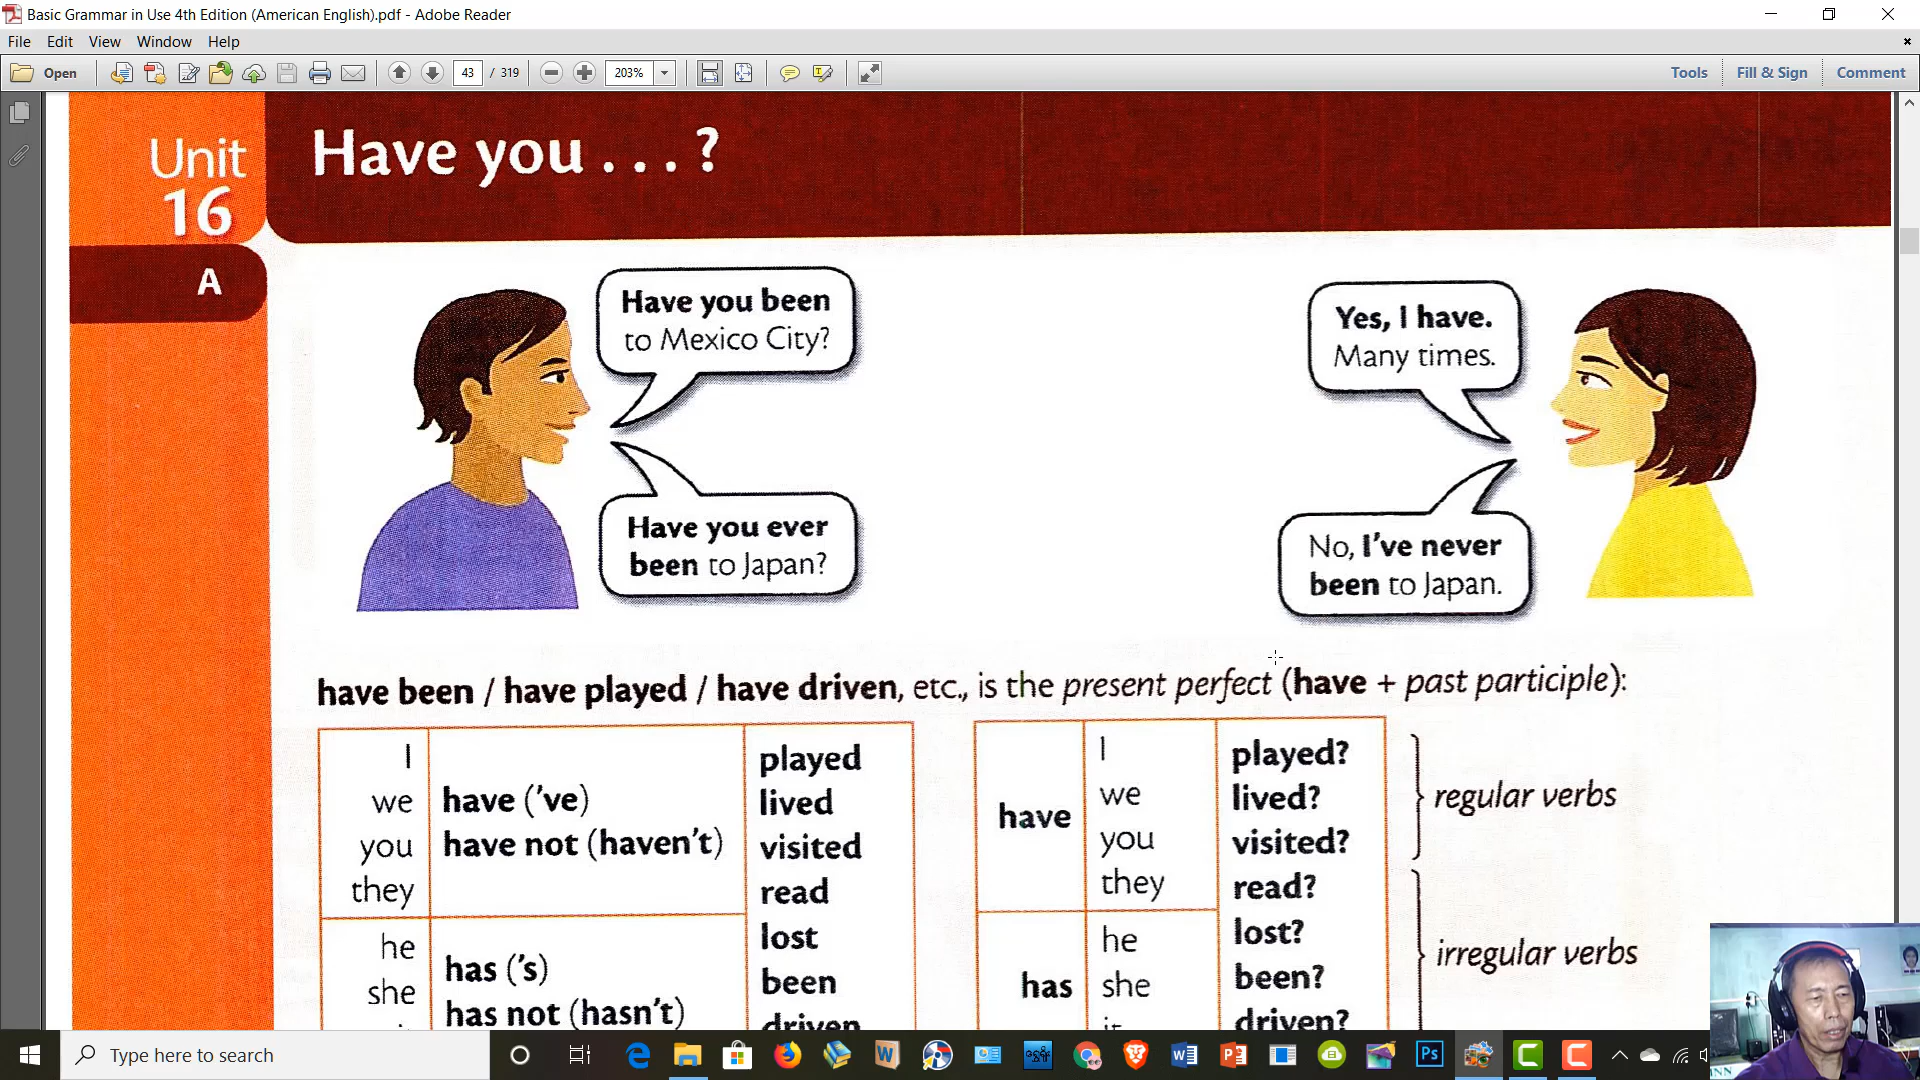 Basic Grammar in Use 4th Edition (American English).pdf - Adobe Reader
File Edit View Window Help
Open 43 / 319 203% Tools Fill & Sign Comment
Unit
16
Have you . . . ?
A
Have you been
to Mexico City?
Yes, I have.
Many times.
Have you ever
been to Japan?
No, I've never
been to Japan.
have been / have played / have driven, etc., is the present perfect (have + past participle):
I
we
you
they
have ('ve)
have not (haven't)
he
she
it
has ('s)
has not (hasn't)
played
lived
visited
read
lost
been
driven
have
I
we
you
they
has
he
she
it
played?
lived?
visited?
read?
lost?
been?
driven?
regular verbs
irregular verbs
Type here to search